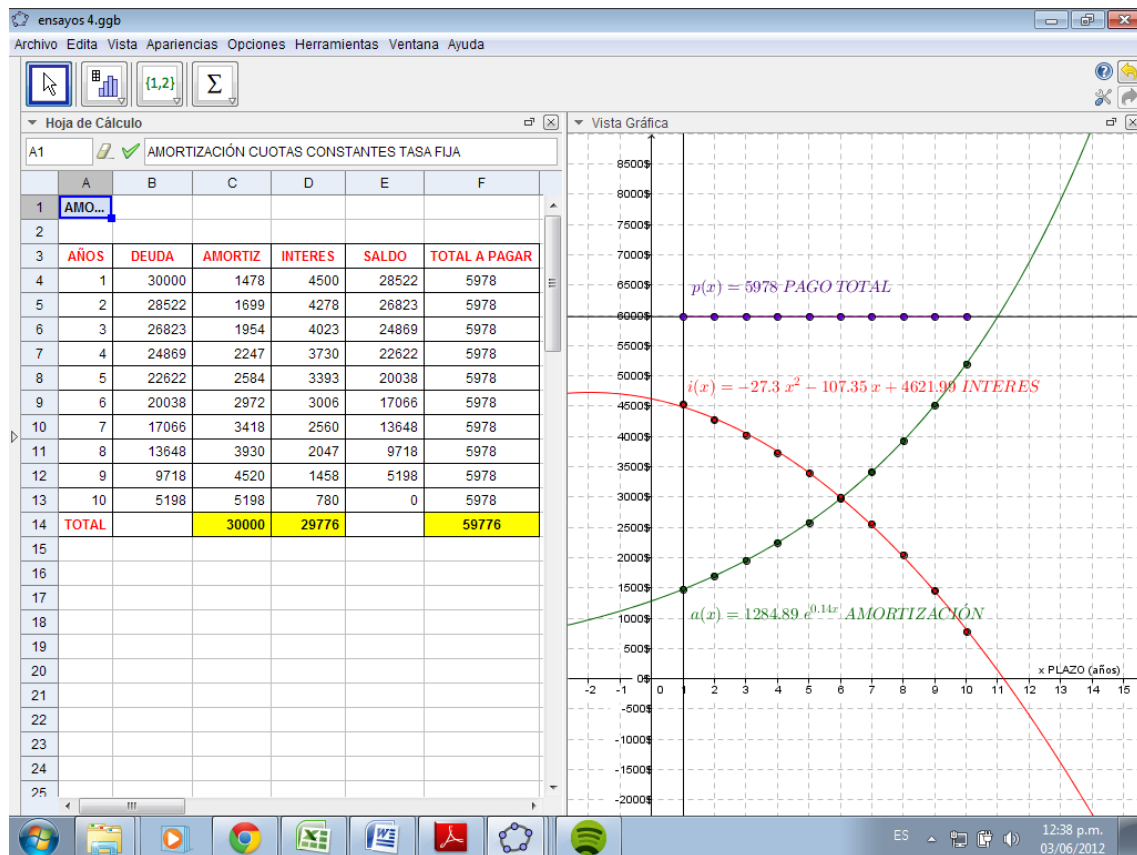 ensayos 4.ggb
Archivo Edita Vista Apariencias Opciones Herramientas Ventana Ayuda
{1,2} Σ
Hoja de Cálculo
A1 AMORTIZACIÓN CUOTAS CONSTANTES TASA FIJA
A B C D E F
1 AMO...
2
3 AÑOS DEUDA AMORTIZ INTERES SALDO TOTAL A PAGAR
4 1 30000 1478 4500 28522 5978
5 2 28522 1699 4278 26823 5978
6 3 26823 1954 4023 24869 5978
7 4 24869 2247 3730 22622 5978
8 5 22622 2584 3393 20038 5978
9 6 20038 2972 3006 17066 5978
10 7 17066 3418 2560 13648 5978
11 8 13648 3930 2047 9718 5978
12 9 9718 4520 1458 5198 5978
13 10 5198 5198 780 0 5978
14 TOTAL 30000 29776 59776
15
16
17
18
19
20
21
22
23
24
25
Vista Gráfica
8500$
8000$
7500$
7000$
6500$
p(x) = 5978 PAGO TOTAL
6000$
5500$
5000$
i(x) = −27.3 x² − 107.35 x + 4621.99 INTERES
4500$
4000$
3500$
3000$
2500$
2000$
1500$
a(x) = 1284.89 e^0.14x AMORTIZACIÓN
1000$
500$
x PLAZO (años)
0$
-2 -1 0 1 2 3 4 5 6 7 8 9 10 11 12 13 14 15
-500$
-1000$
-1500$
-2000$
ES 12:38 p.m.
03/06/2012